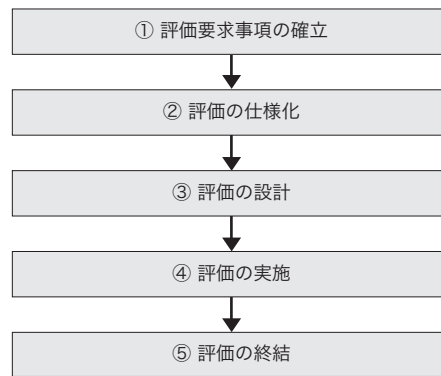 ① 評価要求事項の確立
② 評価の仕様化
③ 評価の設計
④ 評価の実施
⑤ 評価の終結